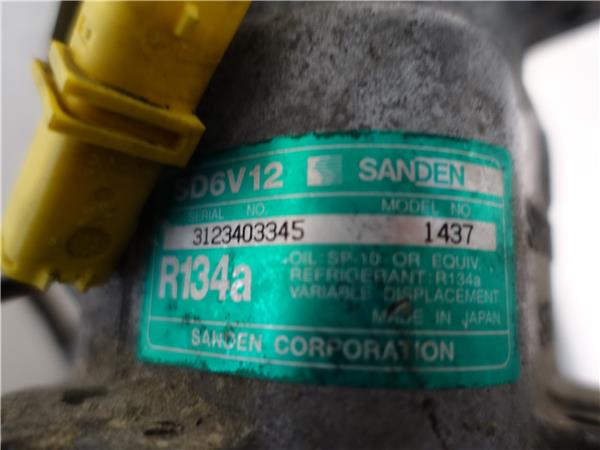 SD6V12 SANDEN
SERIAL NO. MODEL NO.
3123403345 1437
R134a
OIL: SP-10 OR EQUIV.
REFRIGERANT: R134a
VARIABLE DISPLACEMENT
MADE IN JAPAN
SANDEN CORPORATION